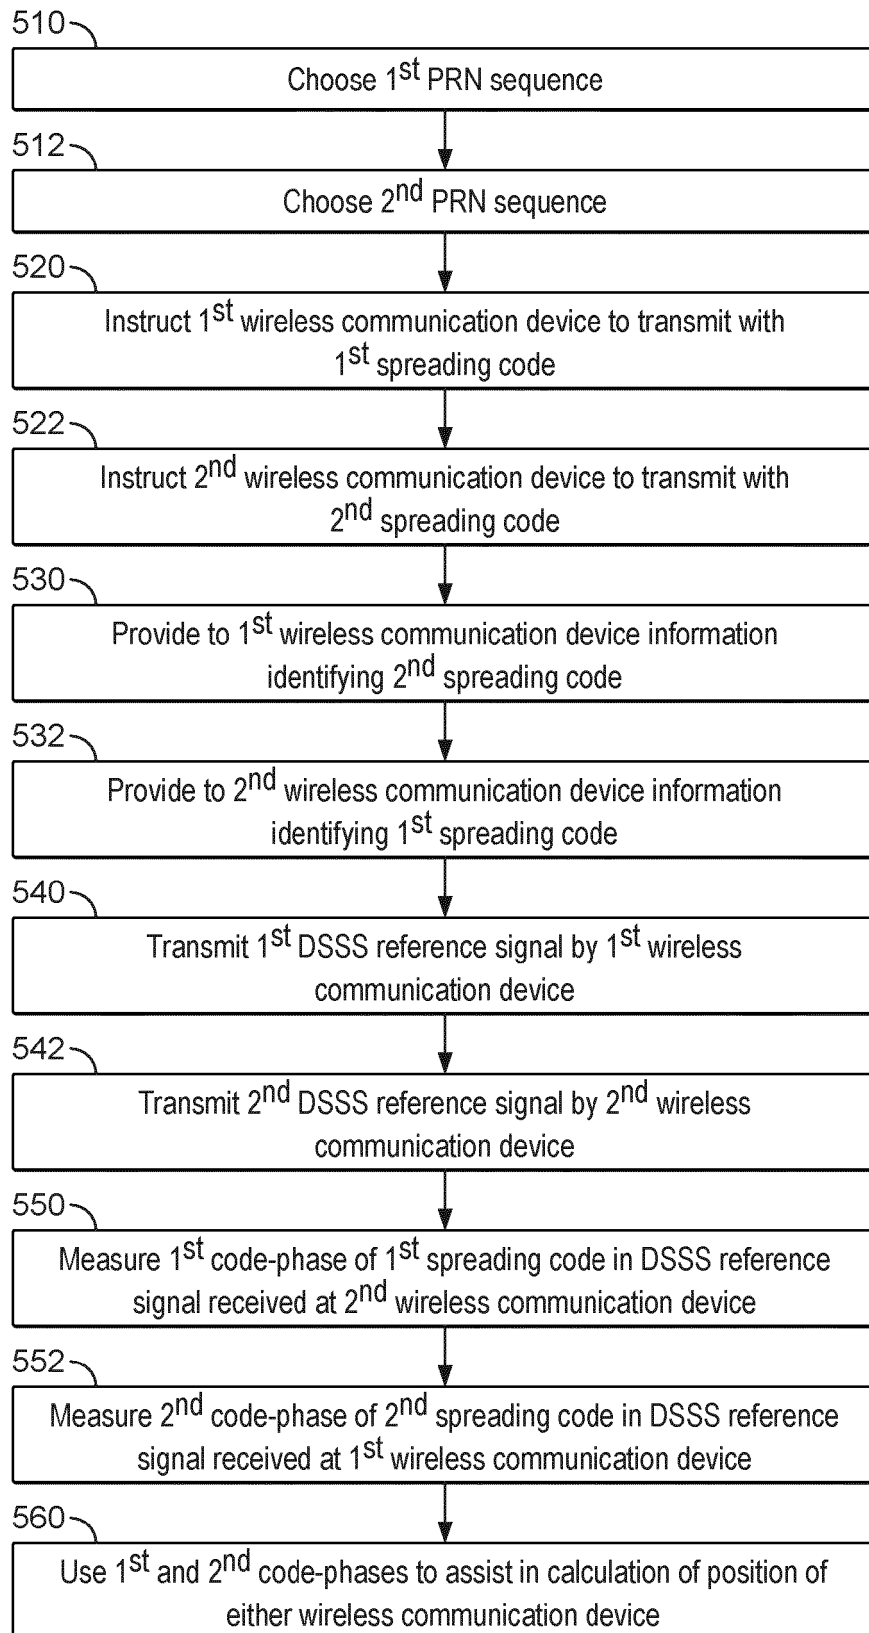 510
Choose 1st PRN sequence
512
Choose 2nd PRN sequence
520
Instruct 1st wireless communication device to transmit with
1st spreading code
522
Instruct 2nd wireless communication device to transmit with
2nd spreading code
530
Provide to 1st wireless communication device information
identifying 2nd spreading code
532
Provide to 2nd wireless communication device information
identifying 1st spreading code
540
Transmit 1st DSSS reference signal by 1st wireless
communication device
542
Transmit 2nd DSSS reference signal by 2nd wireless
communication device
550
Measure 1st code-phase of 1st spreading code in DSSS reference
signal received at 2nd wireless communication device
552
Measure 2nd code-phase of 2nd spreading code in DSSS reference
signal received at 1st wireless communication device
560
Use 1st and 2nd code-phases to assist in calculation of position of
either wireless communication device